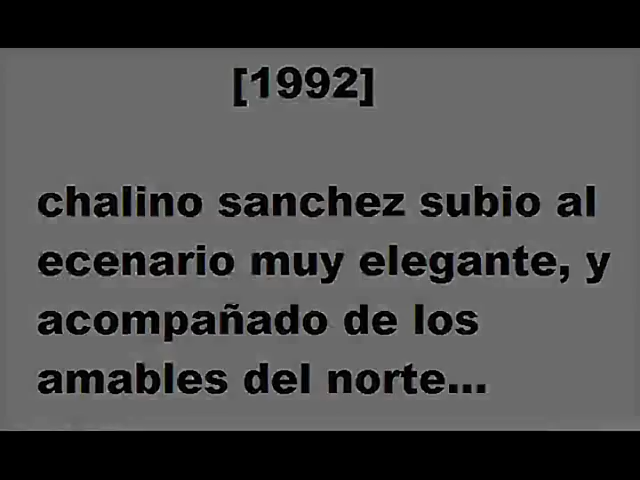 [1992]
chalino sanchez subio al
ecenario muy elegante, y
acompañado de los
amables del norte...